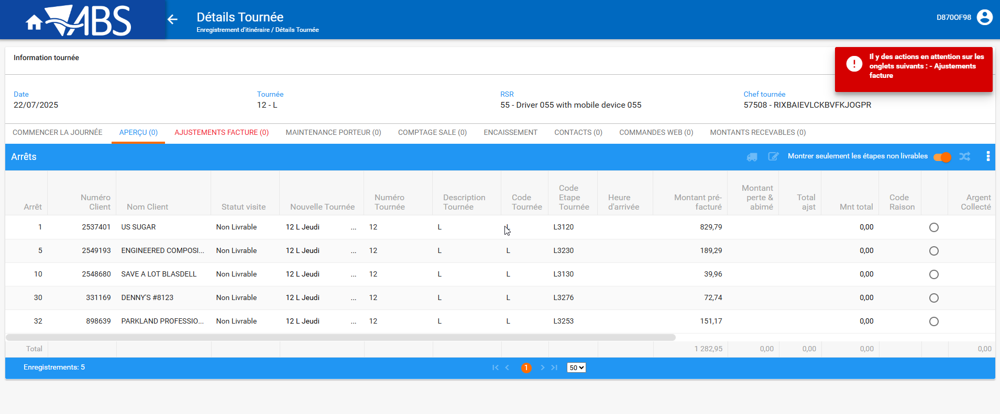 ABS
Détails Tournée
Enregistrement d'itinéraire / Détails Tournée
D870OF98
Information tournée
Il y des actions en attention sur les
onglets suivants : - Ajustements
facture
Date
22/07/2025
Tournée
12 - L
RSR
55 - Driver 055 with mobile device 055
Chef tournée
57508 - RIXBAIEVLCKBVFKJOGPR
COMMENCER LA JOURNÉE APERÇU (0) AJUSTEMENTS FACTURE (0) MAINTENANCE PORTEUR (0) COMPTAGE SALE (0) ENCAISSEMENT CONTACTS (0) COMMANDES WEB (0) MONTANTS RECEVABLES (0)
Arrêts
Montrer seulement les étapes non livrables
Arrêt
Numéro
Client
Nom Client
Statut visite
Nouvelle Tournée
Numéro
Tournée
Description
Tournée
Code
Tournée
Code
Etape
Tournée
Heure
d'arrivée
Montant pré-
facturé
Montant
perte &
abimé
Total
ajst
Mnt total
Code
Raison
Argent
Collecté
1 2537401 US SUGAR Non Livrable 12 L Jeudi ... 12 L L L3120 829,79 0,00
5 2549193 ENGINEERED COMPOSI... Non Livrable 12 L Jeudi ... 12 L L L3230 189,29 0,00
10 2548680 SAVE A LOT BLASDELL Non Livrable 12 L Jeudi ... 12 L L L3130 39,96 0,00
30 331169 DENNY'S #8123 Non Livrable 12 L Jeudi ... 12 L L L3276 72,74 0,00
32 898639 PARKLAND PROFESSIO... Non Livrable 12 L Jeudi ... 12 L L L3253 151,17 0,00
Total 1 282,95 0,00 0,00 0,00 0,00
Enregistrements: 5
1
50